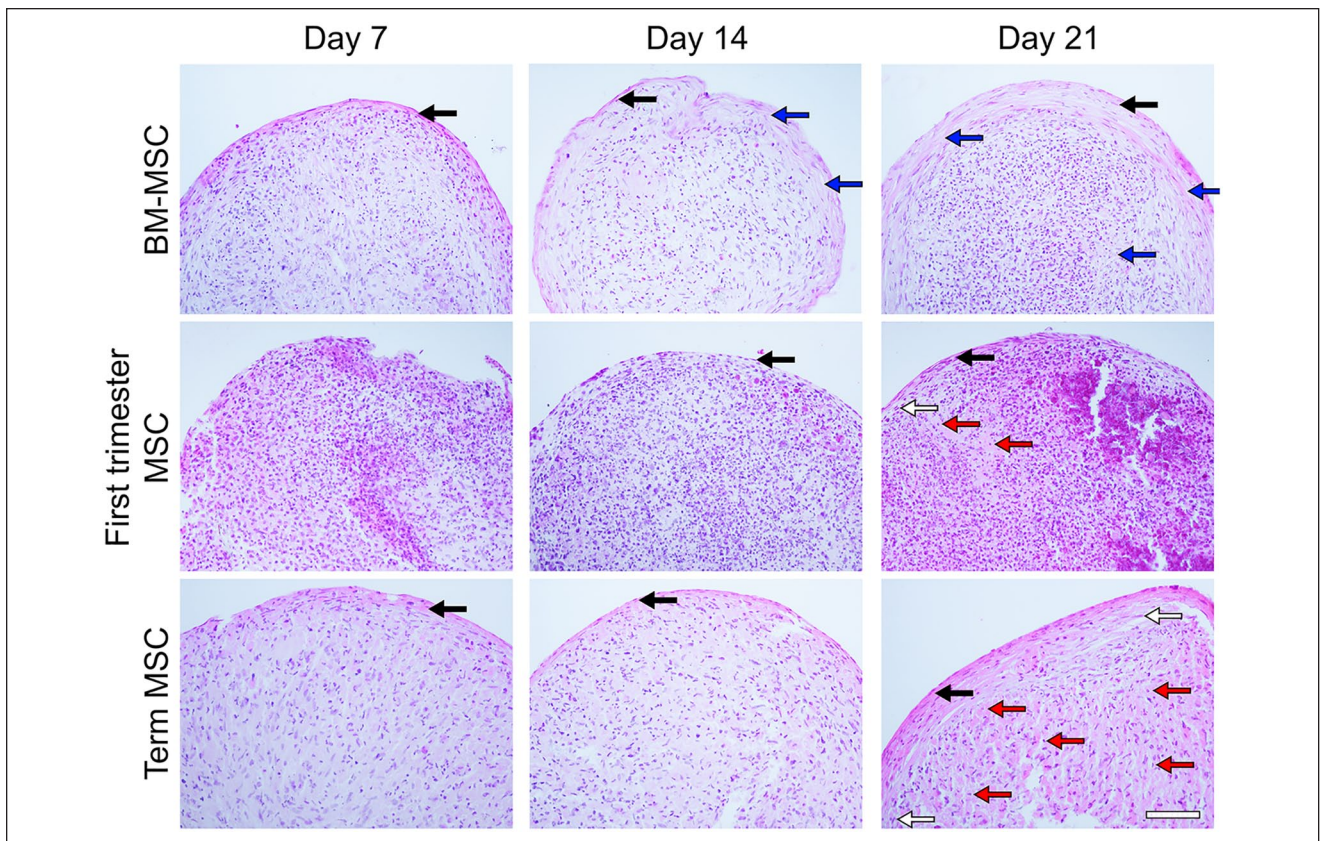 Day 7
Day 14
Day 21
BM-MSC
First trimester
MSC
Term MSC